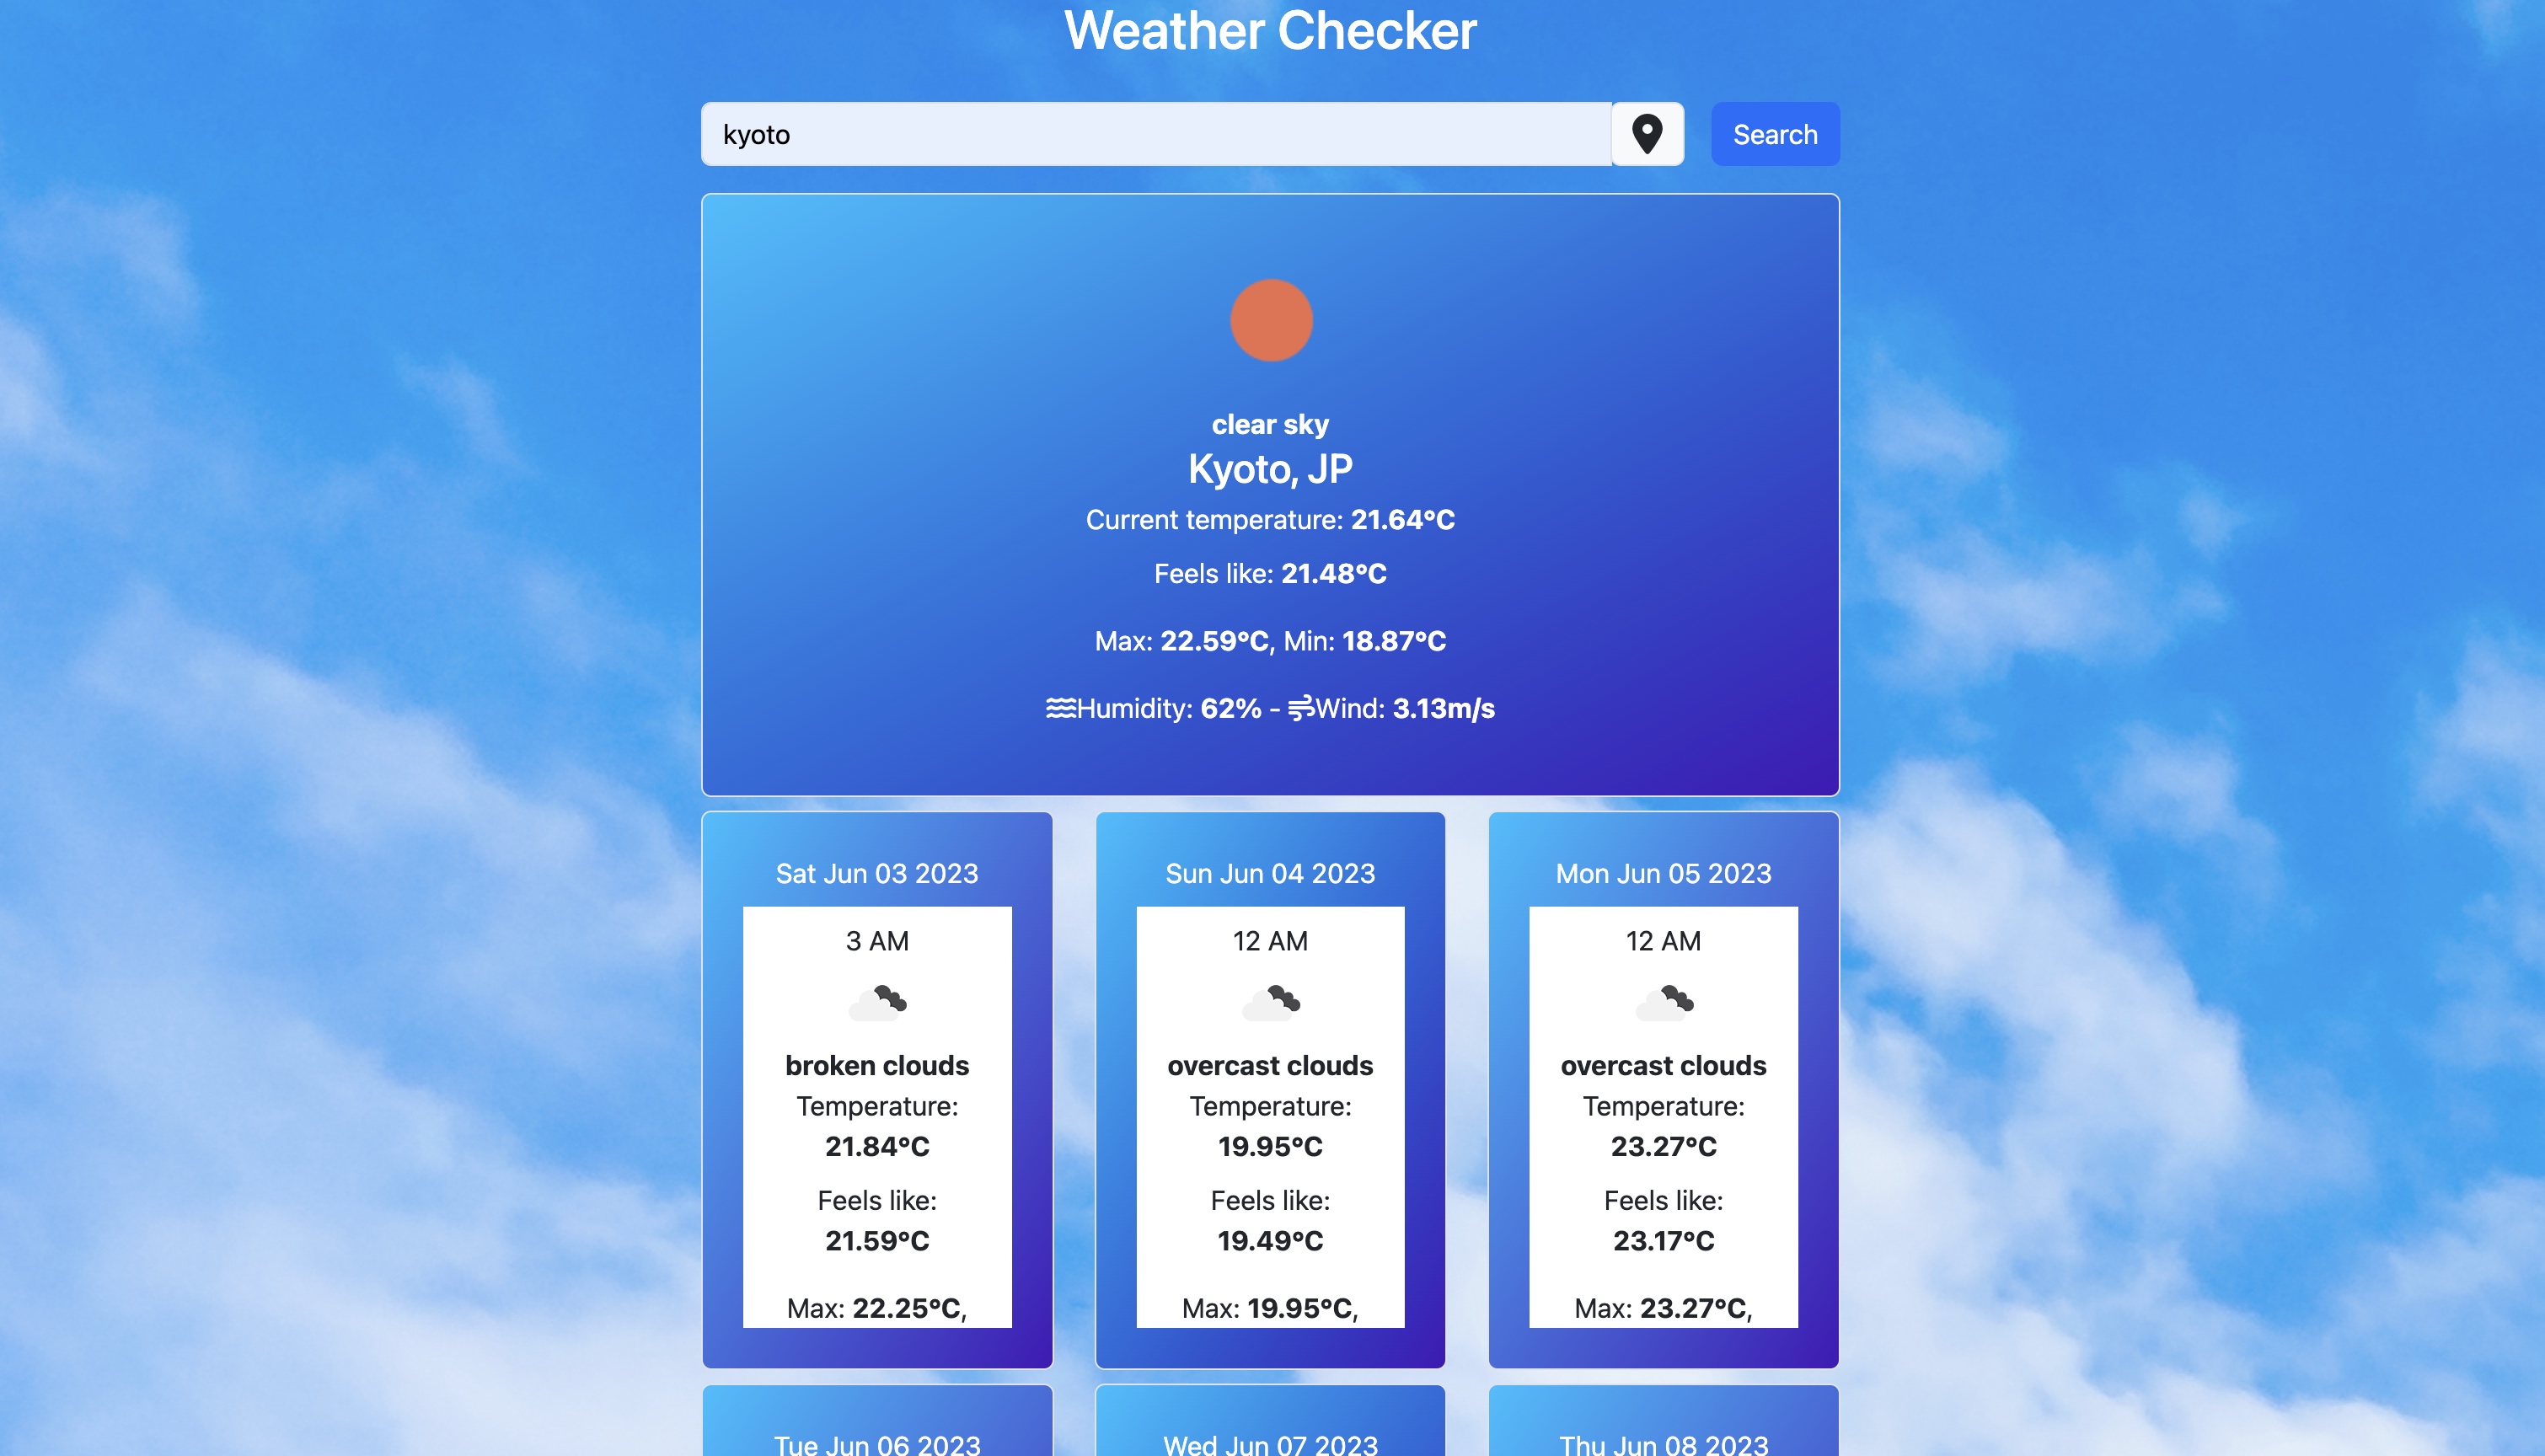 Weather Checker
kyoto
Search
clear sky
Kyoto, JP
Current temperature: 21.64°C
Feels like: 21.48°C
Max: 22.59°C, Min: 18.87°C
Humidity: 62% - Wind: 3.13m/s
Sat Jun 03 2023
3 AM
broken clouds
Temperature:
21.84°C
Feels like:
21.59°C
Max: 22.25°C,
Sun Jun 04 2023
12 AM
overcast clouds
Temperature:
19.95°C
Feels like:
19.49°C
Max: 19.95°C,
Mon Jun 05 2023
12 AM
overcast clouds
Temperature:
23.27°C
Feels like:
23.17°C
Max: 23.27°C,
Tue Jun 06 2023
Wed Jun 07 2023
Thu Jun 08 2023